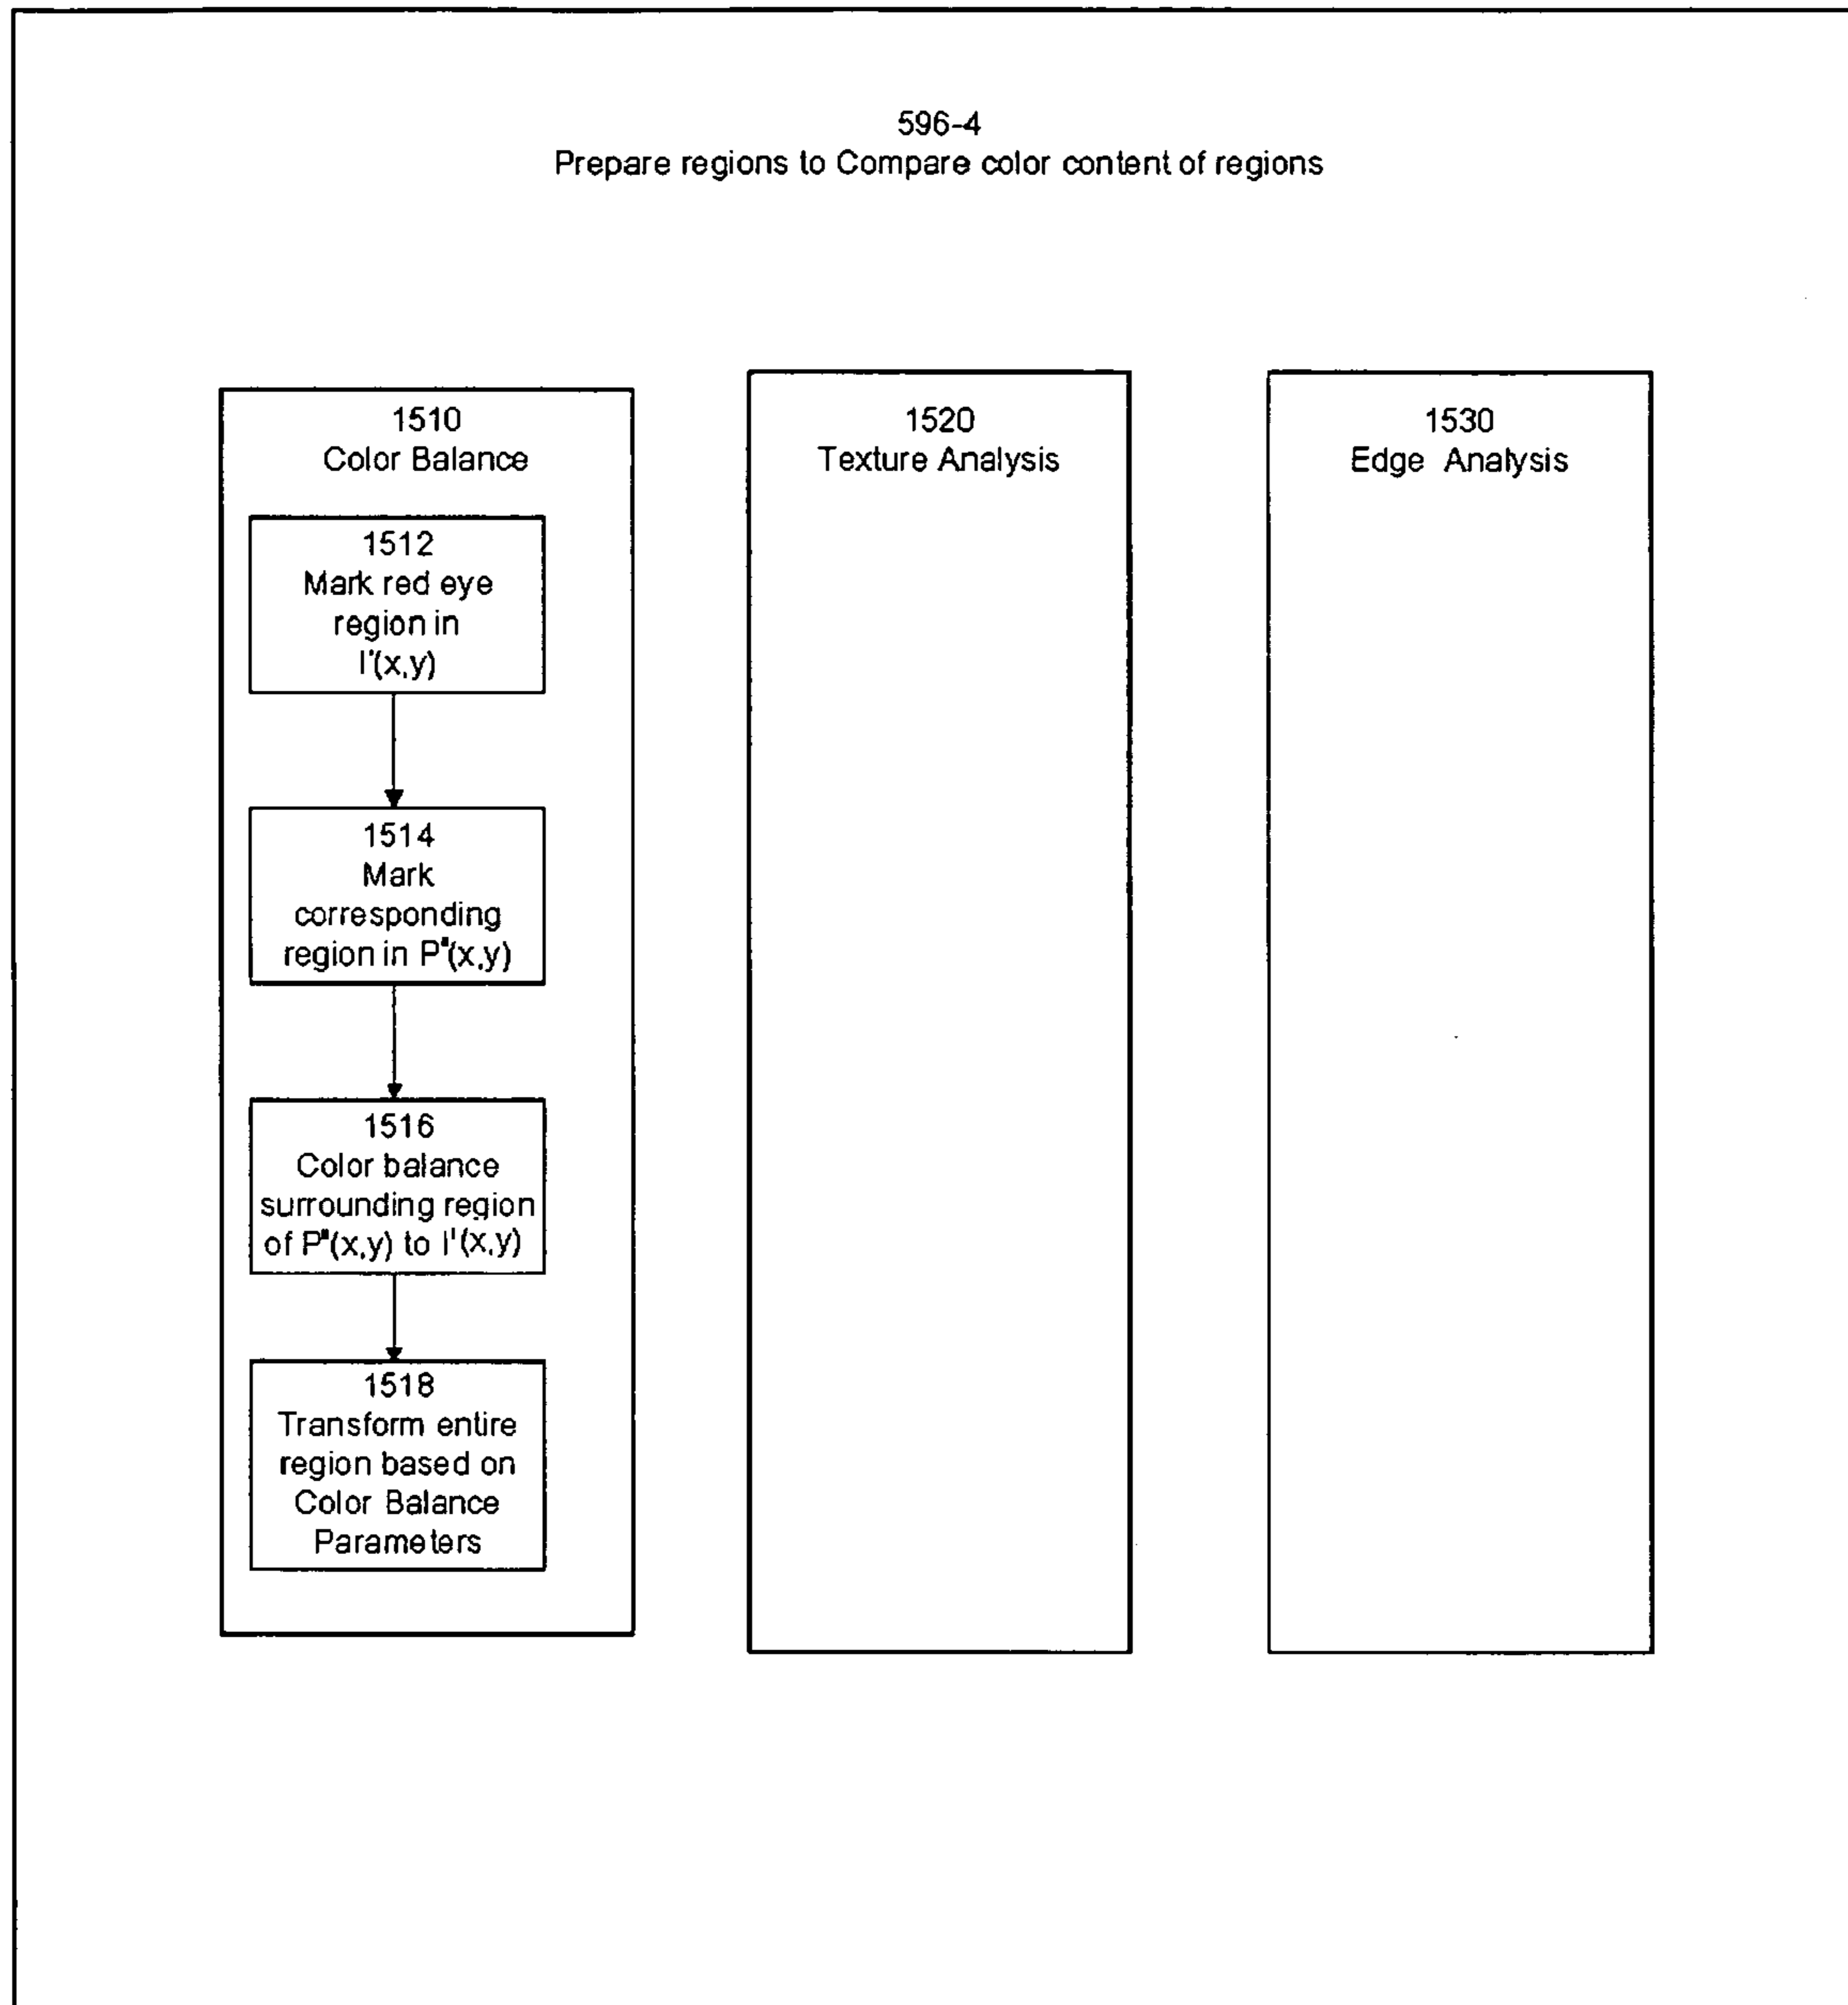 596-4
Prepare regions to Compare color content of regions
1510
Color Balance
1512
Mark red eye
region in
I'(x,y)
1514
Mark
corresponding
region in P"(x,y)
1516
Color balance
surrounding region
of P"(x,y) to I'(x,y)
1518
Transform entire
region based on
Color Balance
Parameters
1520
Texture Analysis
1530
Edge Analysis